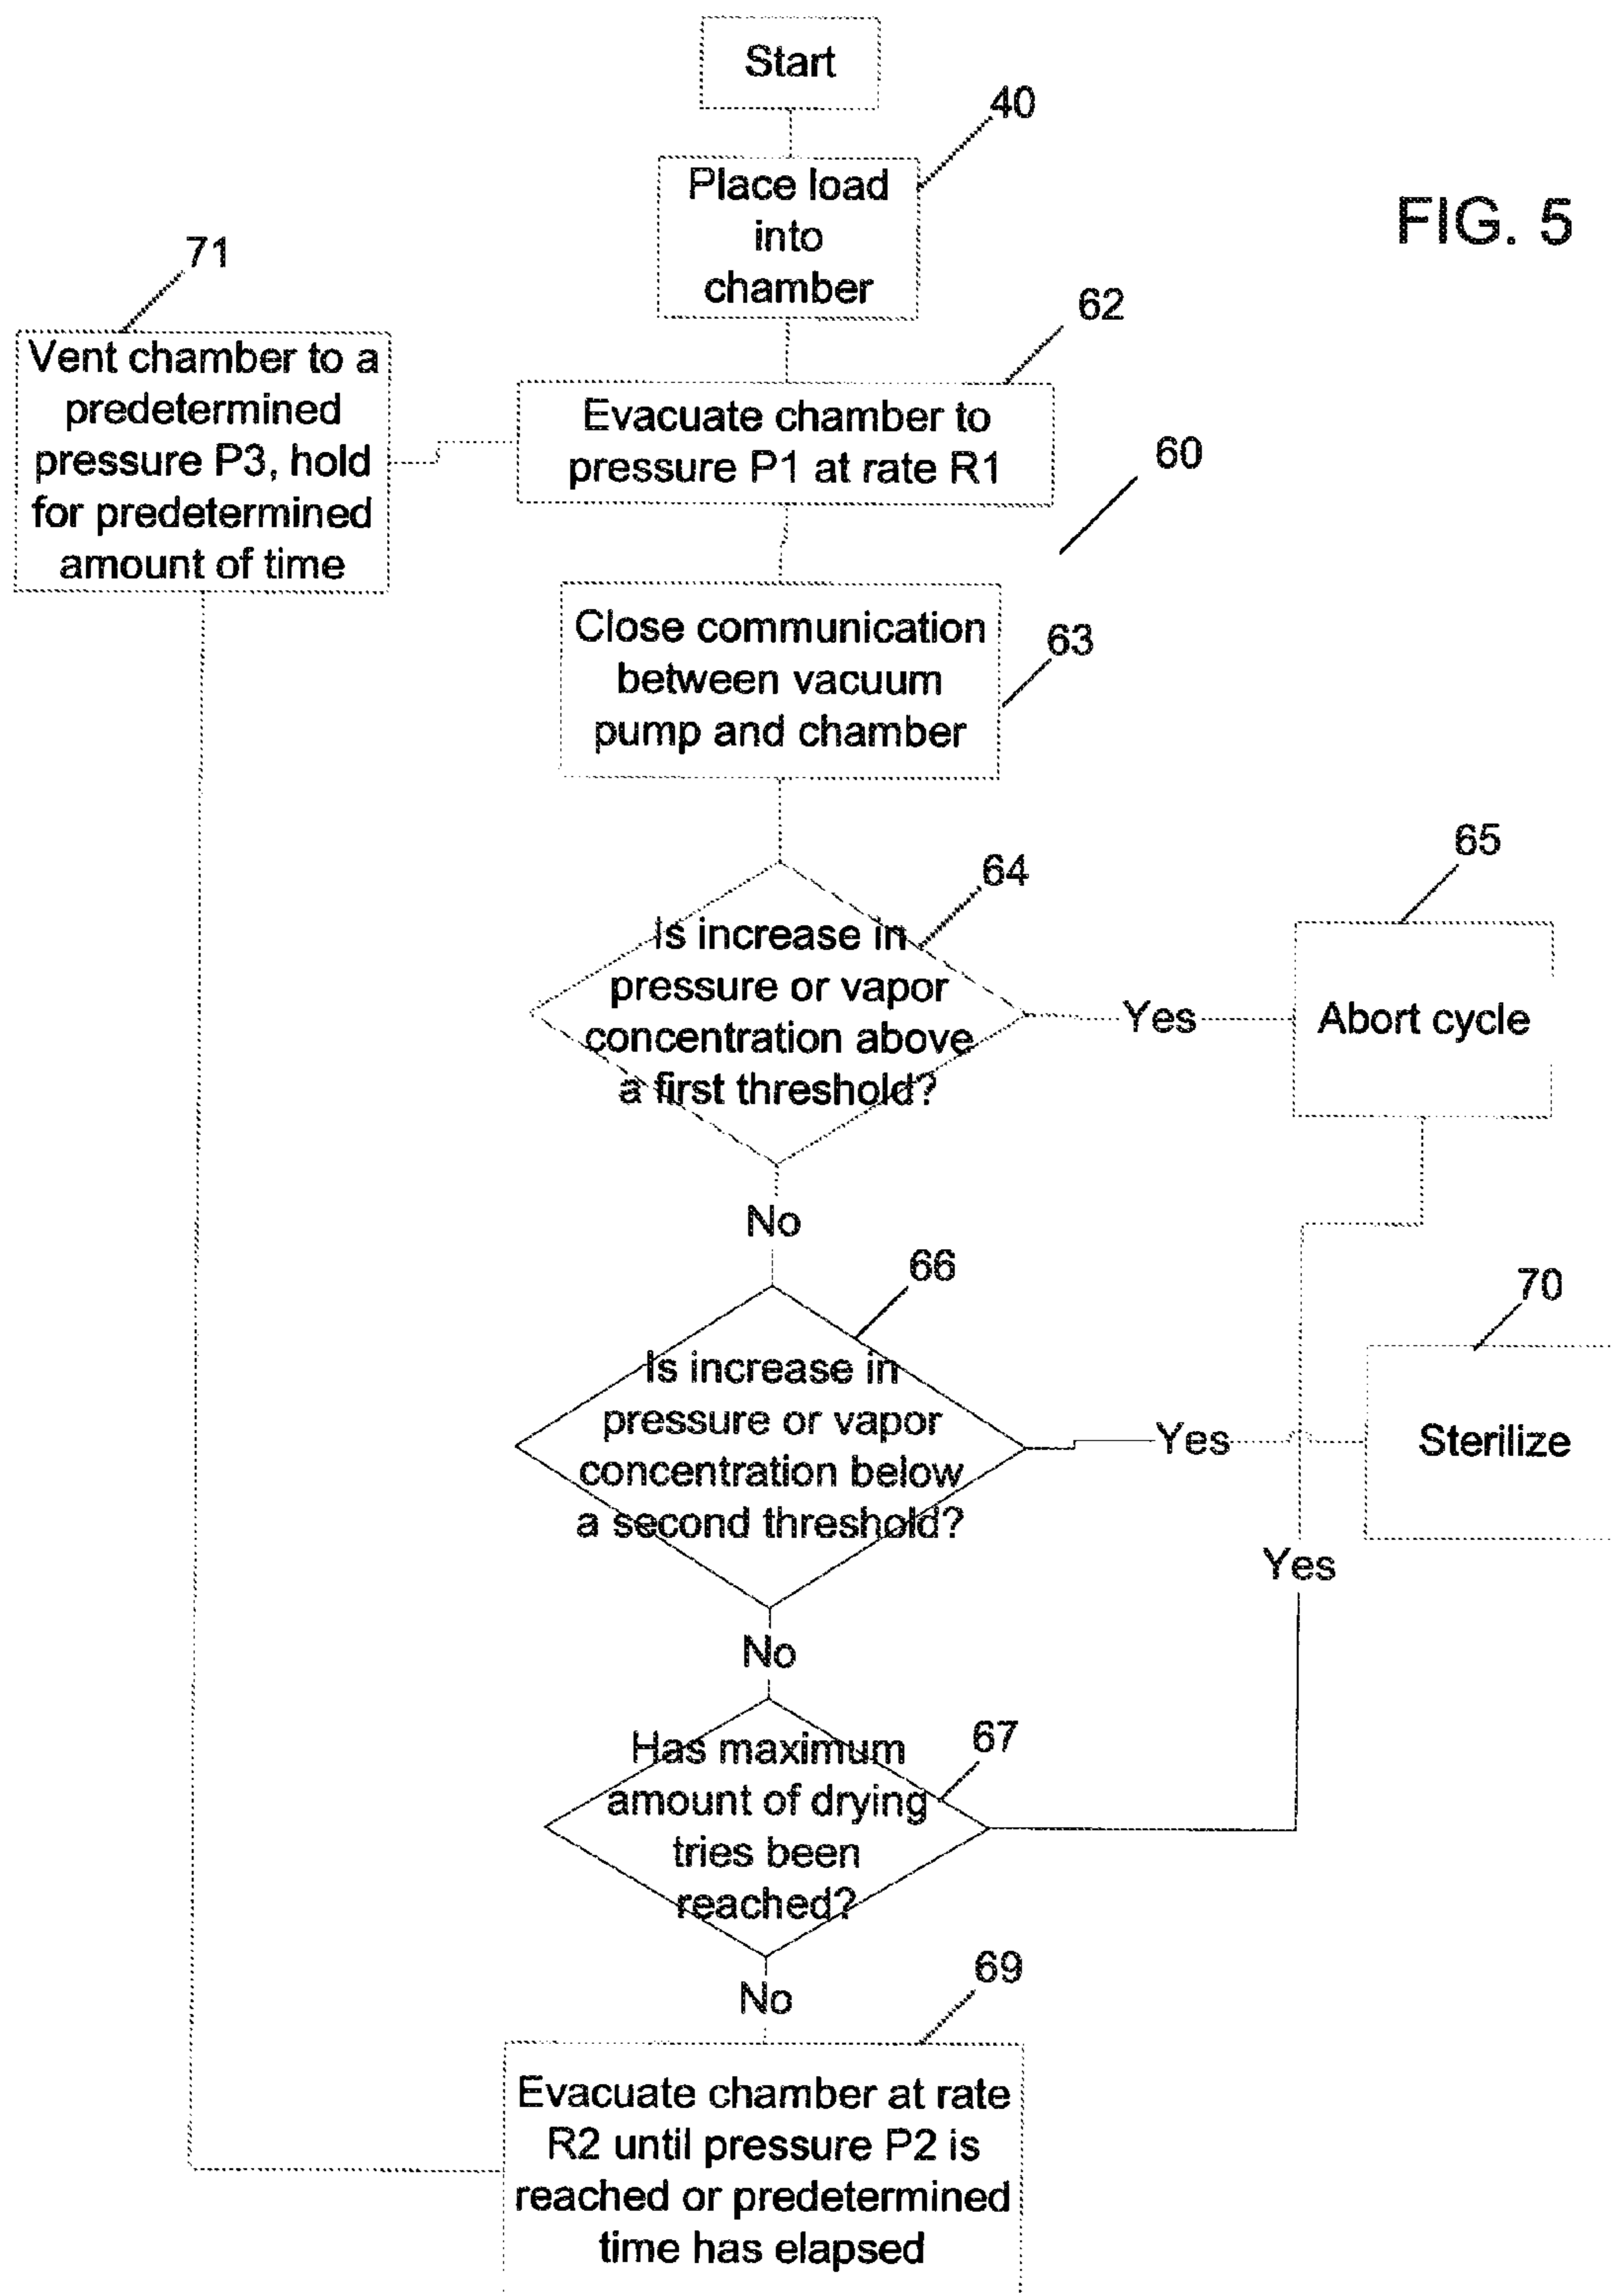 Start
40
Place load
into
chamber
FIG. 5
71
Vent chamber to a
predetermined
pressure P3, hold
for predetermined
amount of time
62
Evacuate chamber to
pressure P1 at rate R1
60
Close communication
between vacuum
pump and chamber
63
64
Is increase in
pressure or vapor
concentration above
a first threshold?
Yes
65
Abort cycle
No
66
Is increase in
pressure or vapor
concentration below
a second threshold?
Yes
70
Sterilize
Yes
No
67
Has maximum
amount of drying
tries been
reached?
No
69
Evacuate chamber at rate
R2 until pressure P2 is
reached or predetermined
time has elapsed